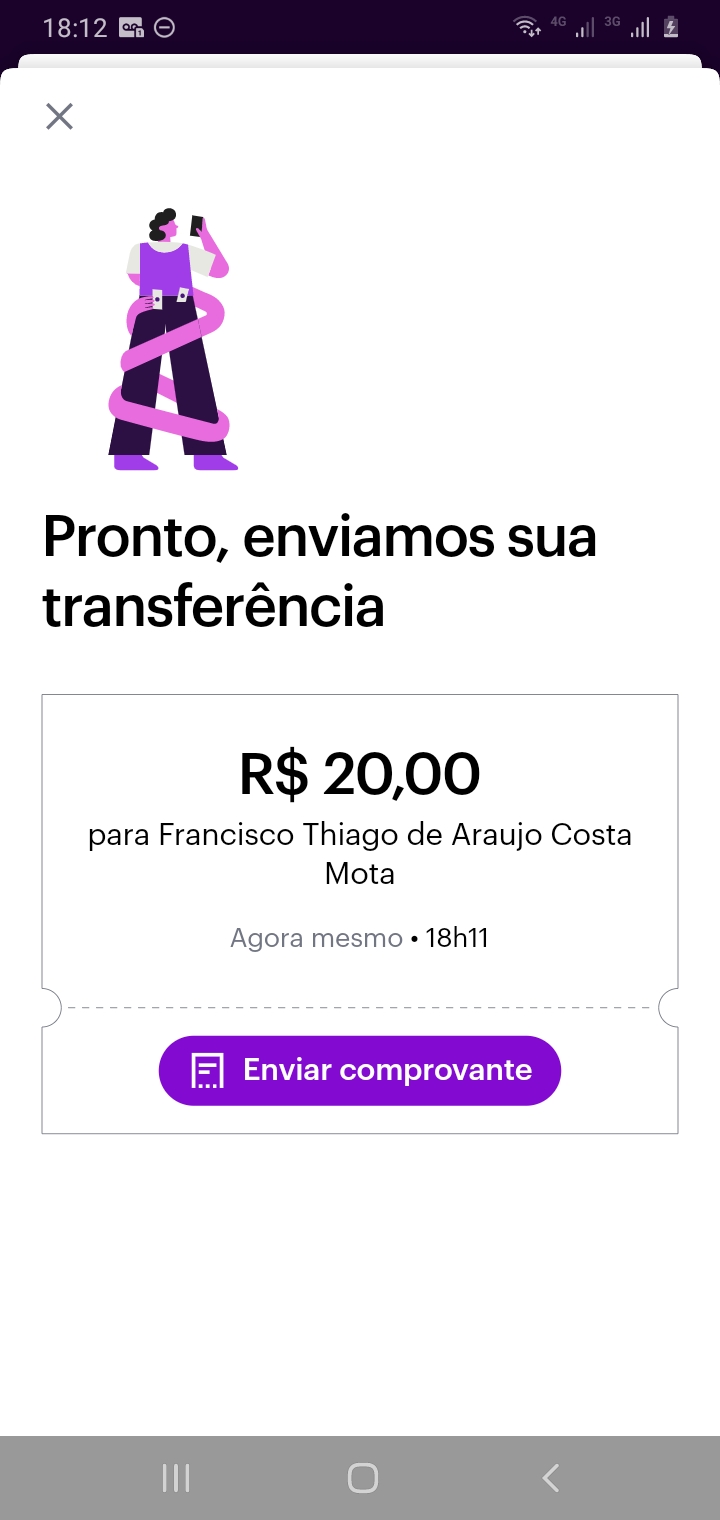 18:12
4G 3G
Pronto, enviamos sua
transferência
R$ 20,00
para Francisco Thiago de Araujo Costa
Mota
Agora mesmo • 18h11
Enviar comprovante